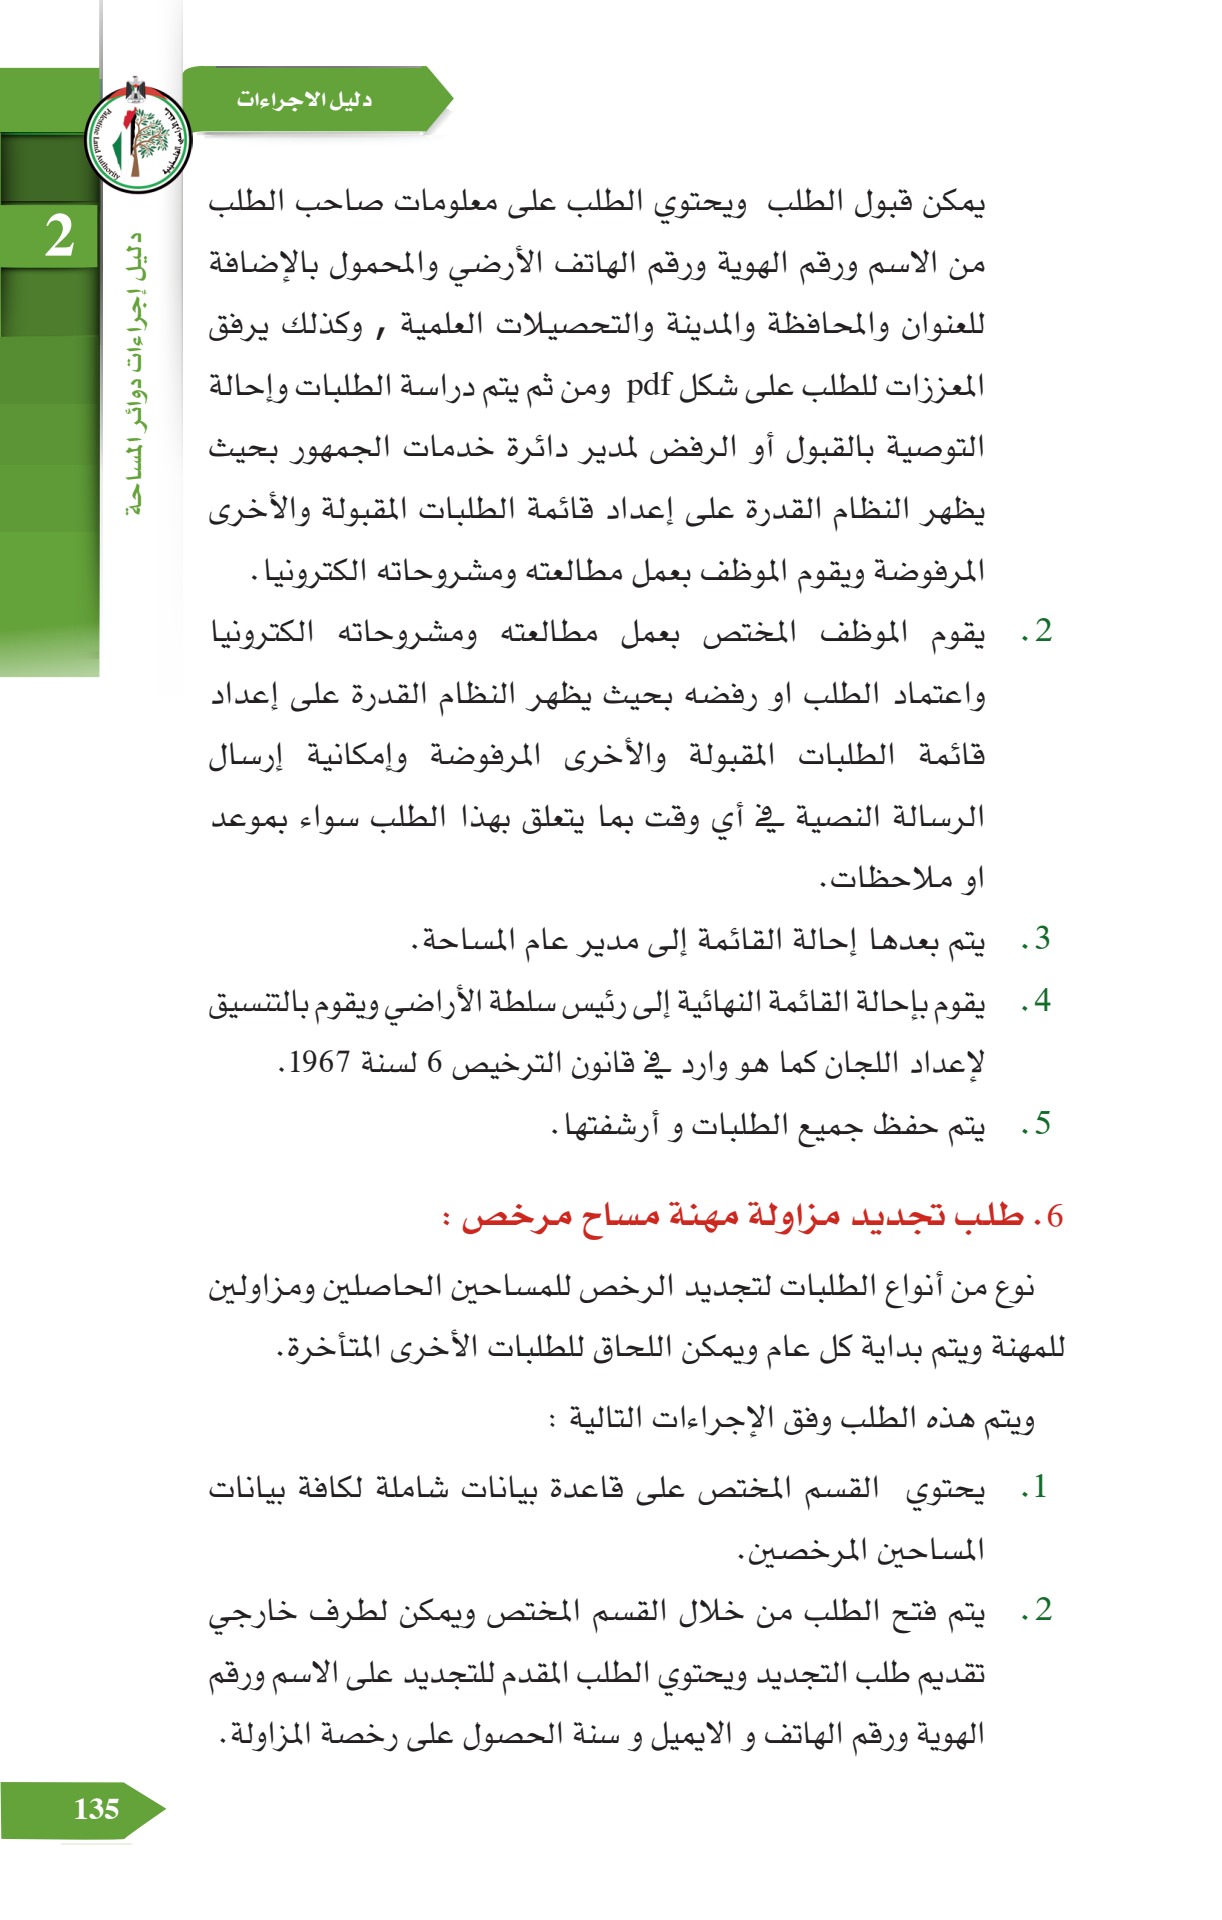 دليل الاجراءات
Palestine Land Authority
2
دليل إجراءات دوائر المساحة
يمكن قبول الطلب ويحتوي الطلب على معلومات صاحب الطلب
من الاسم ورقم الهوية ورقم الهاتف الأرضي والمحمول بالإضافة
للعنوان والمحافظة والمدينة والتحصيلات العلمية , وكذلك يرفق
المعززات للطلب على شكل pdf ومن ثم يتم دراسة الطلبات وإحالة
التوصية بالقبول أو الرفض لمدير دائرة خدمات الجمهور بحيث
يظهر النظام القدرة على إعداد قائمة الطلبات المقبولة والأخرى
المرفوضة ويقوم الموظف بعمل مطالعته ومشروحاته الكترونيا.
2. يقوم الموظف المختص بعمل مطالعته ومشروحاته الكترونيا
واعتماد الطلب او رفضه بحيث يظهر النظام القدرة على إعداد
قائمة الطلبات المقبولة والأخرى المرفوضة وإمكانية إرسال
الرسالة النصية في أي وقت بما يتعلق بهذا الطلب سواء بموعد
او ملاحظات.
3. يتم بعدها إحالة القائمة إلى مدير عام المساحة.
4. يقوم بإحالة القائمة النهائية إلى رئيس سلطة الأراضي ويقوم بالتنسيق
لإعداد اللجان كما هو وارد في قانون الترخيص 6 لسنة 1967.
5. يتم حفظ جميع الطلبات و أرشفتها.
6. طلب تجديد مزاولة مهنة مساح مرخص :
نوع من أنواع الطلبات لتجديد الرخص للمساحين الحاصلين ومزاولين
للمهنة ويتم بداية كل عام ويمكن اللحاق للطلبات الأخرى المتأخرة.
ويتم هذه الطلب وفق الإجراءات التالية :
1. يحتوي القسم المختص على قاعدة بيانات شاملة لكافة بيانات
المساحين المرخصين.
2. يتم فتح الطلب من خلال القسم المختص ويمكن لطرف خارجي
تقديم طلب التجديد ويحتوي الطلب المقدم للتجديد على الاسم ورقم
الهوية ورقم الهاتف و الايميل و سنة الحصول على رخصة المزاولة.
135